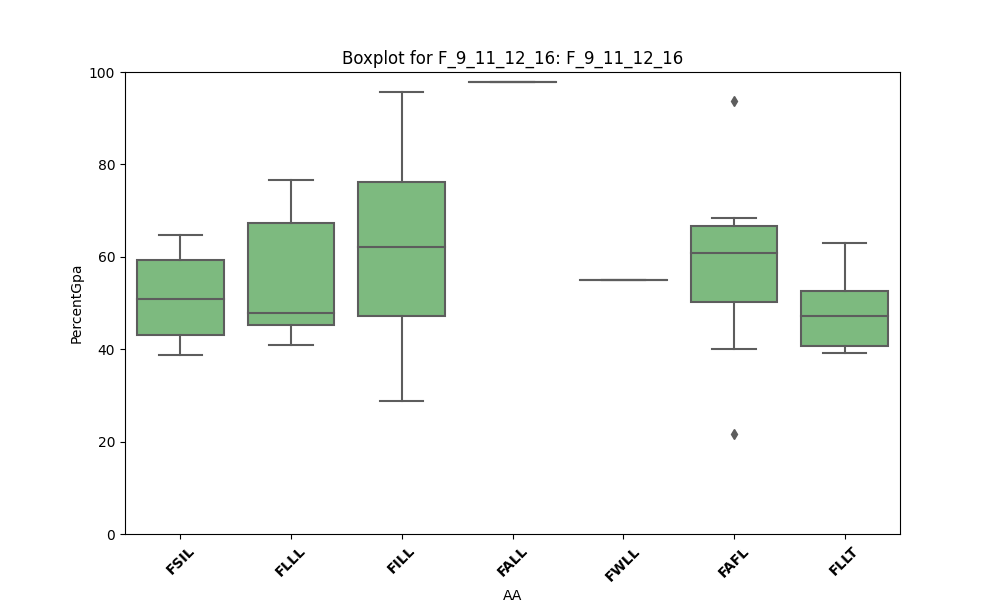 Boxplot for F_9_11_12_16: F_9_11_12_16
100
80
60
40
20
0
PercentGpa
FSIL
FLLL
FILL
FALL
FWLL
FAFL
FLLT
AA